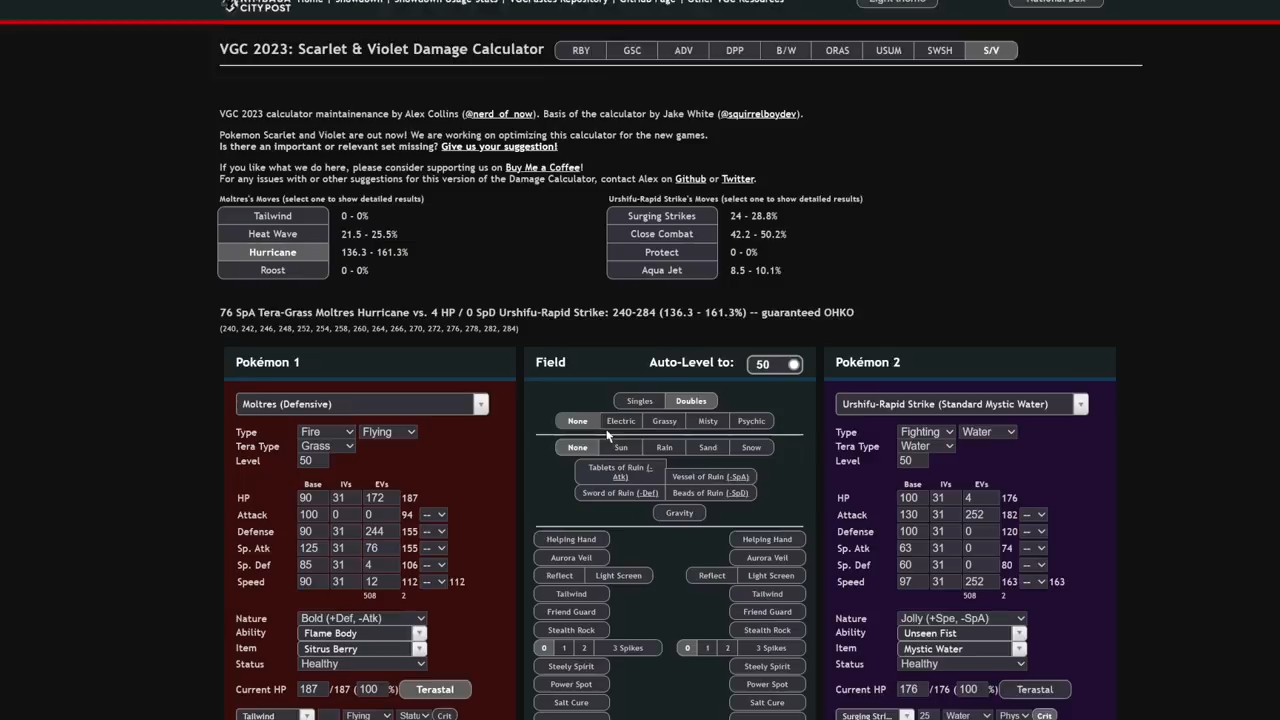 CITYPOST
VGC 2023: Scarlet & Violet Damage Calculator RBY GSC ADV DPP B/W ORAS USUM SWSH S/V
VGC 2023 calculator maintainenance by Alex Collins (@nerd_of_now). Basis of the calculator by Jake White (@squirrelboydev).
Pokemon Scarlet and Violet are out now! We are working on optimizing this calculator for the new games.
Is there an important or relevant set missing? Give us your suggestion!
If you like what we do here, please consider supporting us on Buy Me a Coffee!
For any issues with or other suggestions for this version of the Damage Calculator, contact Alex on Github or Twitter.
Moltres's Moves (select one to show detailed results) Urshifu-Rapid Strike's Moves (select one to show detailed results)
Tailwind 0 - 0% Surging Strikes 24 - 28.8%
Heat Wave 21.5 - 25.5% Close Combat 42.2 - 50.2%
Hurricane 136.3 - 161.3% Protect 0 - 0%
Roost 0 - 0% Aqua Jet 8.5 - 10.1%
76 SpA Tera-Grass Moltres Hurricane vs. 4 HP / 0 SpD Urshifu-Rapid Strike: 240-284 (136.3 - 161.3%) -- guaranteed OHKO
(240, 242, 246, 248, 252, 254, 258, 260, 264, 266, 270, 272, 276, 278, 282, 284)
Pokémon 1 Field Auto-Level to: 50 Pokémon 2
Moltres (Defensive) Singles Doubles Urshifu-Rapid Strike (Standard Mystic Water)
None Electric Grassy Misty Psychic
Type Fire Flying Type Fighting Water
Tera Type Grass None Sun Rain Sand Snow Tera Type Water
Level 50 Level 50
Tablets of Ruin (-Atk) Vessel of Ruin (-SpA)
Base IVs EVs Sword of Ruin (-Def) Beads of Ruin (-SpD) Base IVs EVs
HP 90 31 172 187 HP 100 31 4 176
Attack 100 0 0 94 -- Gravity Attack 130 31 252 182 --
Defense 90 31 244 155 -- Defense 100 31 0 120 --
Sp. Atk 125 31 76 155 -- Helping Hand Helping Hand Sp. Atk 63 31 0 74 --
Sp. Def 85 31 4 106 -- Aurora Veil Aurora Veil Sp. Def 60 31 0 80 --
Speed 90 31 12 112 -- 112 Reflect Light Screen Reflect Light Screen Speed 97 31 252 163 -- 163
508 2 Tailwind Tailwind 508 2
Nature Bold (+Def, -Atk) Friend Guard Friend Guard Nature Jolly (+Spe, -SpA)
Ability Flame Body Stealth Rock Stealth Rock Ability Unseen Fist
Item Sitrus Berry 0 1 2 3 Spikes 0 1 2 3 Spikes Item Mystic Water
Status Healthy Steely Spirit Steely Spirit Status Healthy
Current HP 187 /187 (100 %) Terastal Power Spot Power Spot Current HP 176 /176 (100 %) Terastal
Salt Cure Salt Cure
Tailwind Flying Crit Surging Stri... 25 Water Phys Crit